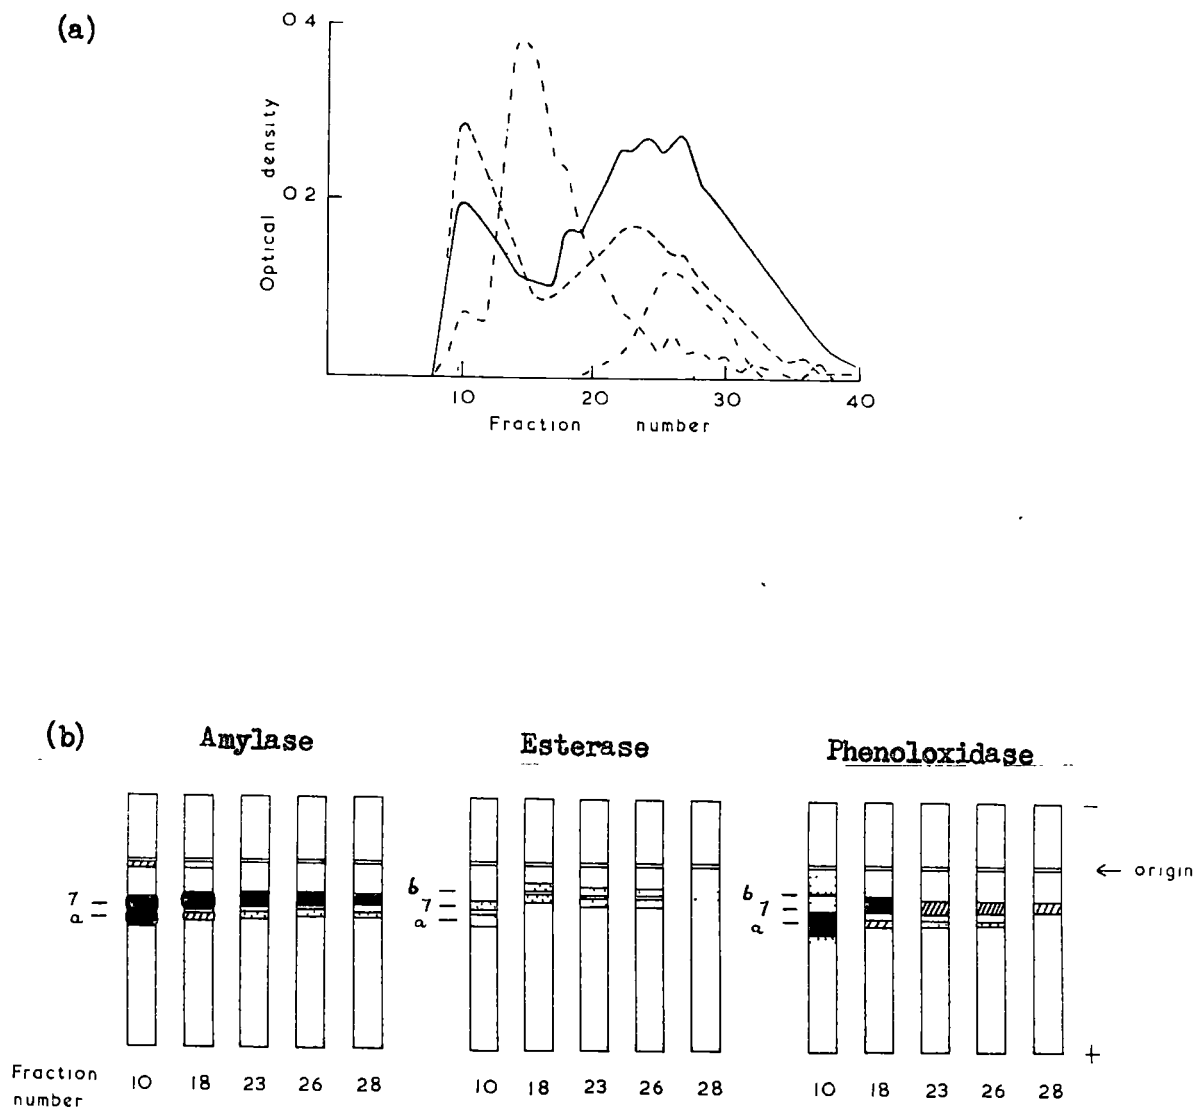 (a)
0 4
0 2
Optical density
10 20 30 40
Fraction number
(b)
Amylase Esterase Phenoloxidase
−
← origin
7
a
b
7
a
b
7
a
+
Fraction number
10 18 23 26 28
10 18 23 26 28
10 18 23 26 28